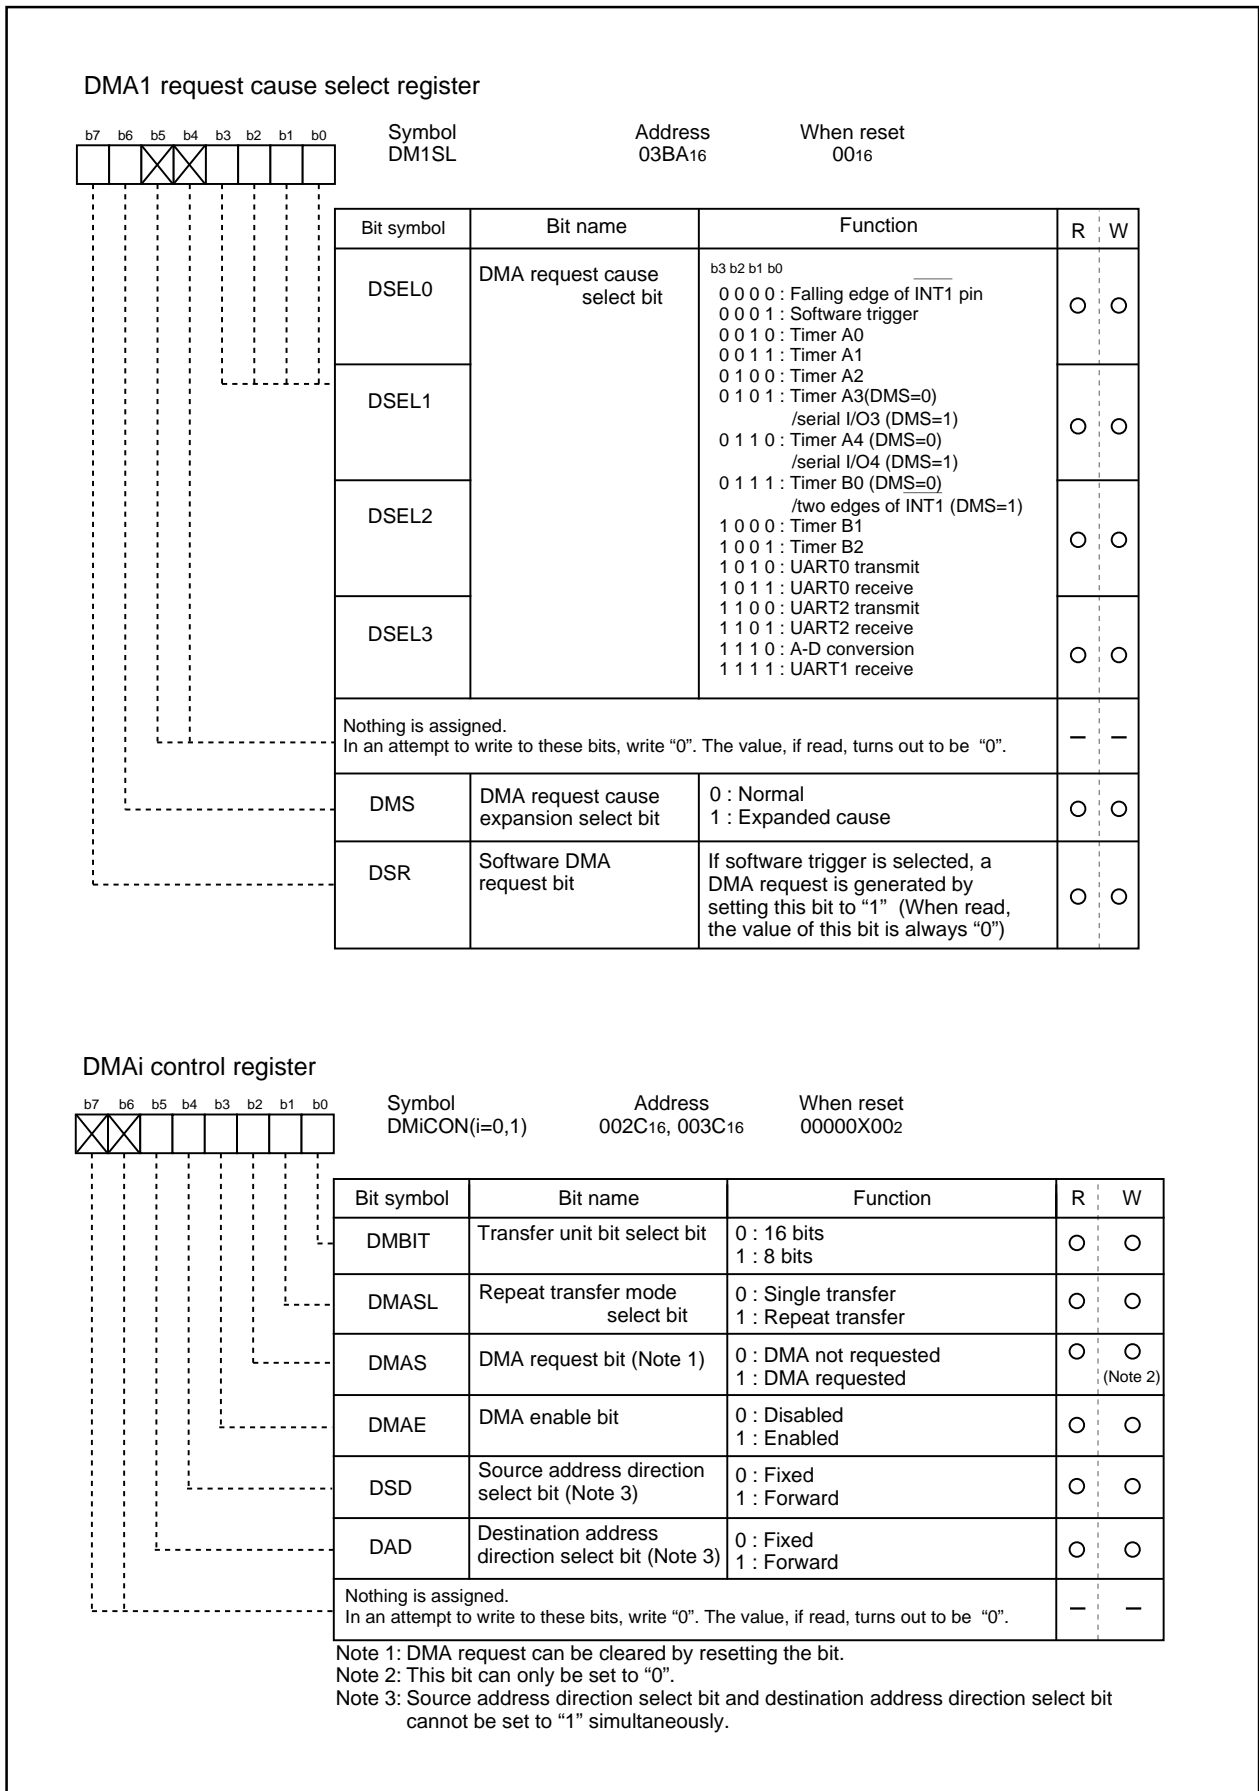 DMA1 request cause select register
b7 b6 b5 b4 b3 b2 b1 b0
Symbol Address When reset
DM1SL 03BA16 0016
Bit symbol Bit name Function R W
DSEL0
DMA request cause
select bit
b3 b2 b1 b0
0 0 0 0 : Falling edge of INT1 pin
0 0 0 1 : Software trigger
0 0 1 0 : Timer A0
0 0 1 1 : Timer A1
0 1 0 0 : Timer A2
0 1 0 1 : Timer A3(DMS=0)
/serial I/O3 (DMS=1)
0 1 1 0 : Timer A4 (DMS=0)
/serial I/O4 (DMS=1)
0 1 1 1 : Timer B0 (DMS=0)
/two edges of INT1 (DMS=1)
1 0 0 0 : Timer B1
1 0 0 1 : Timer B2
1 0 1 0 : UART0 transmit
1 0 1 1 : UART0 receive
1 1 0 0 : UART2 transmit
1 1 0 1 : UART2 receive
1 1 1 0 : A-D conversion
1 1 1 1 : UART1 receive
DSEL1
DSEL2
DSEL3
Nothing is assigned.
In an attempt to write to these bits, write “0”. The value, if read, turns out to be “0”.
DMS
DMA request cause
expansion select bit
0 : Normal
1 : Expanded cause
DSR
Software DMA
request bit
If software trigger is selected, a
DMA request is generated by
setting this bit to “1” (When read,
the value of this bit is always “0”)
DMAi control register
b7 b6 b5 b4 b3 b2 b1 b0
Symbol Address When reset
DMiCON(i=0,1) 002C16, 003C16 00000X002
Bit symbol Bit name Function R W
DMBIT
Transfer unit bit select bit
0 : 16 bits
1 : 8 bits
DMASL
Repeat transfer mode
select bit
0 : Single transfer
1 : Repeat transfer
DMAS
DMA request bit (Note 1)
0 : DMA not requested
1 : DMA requested
(Note 2)
DMAE
DMA enable bit
0 : Disabled
1 : Enabled
DSD
Source address direction
select bit (Note 3)
0 : Fixed
1 : Forward
DAD
Destination address
direction select bit (Note 3)
0 : Fixed
1 : Forward
Nothing is assigned.
In an attempt to write to these bits, write “0”. The value, if read, turns out to be “0”.
Note 1: DMA request can be cleared by resetting the bit.
Note 2: This bit can only be set to “0”.
Note 3: Source address direction select bit and destination address direction select bit
cannot be set to “1” simultaneously.